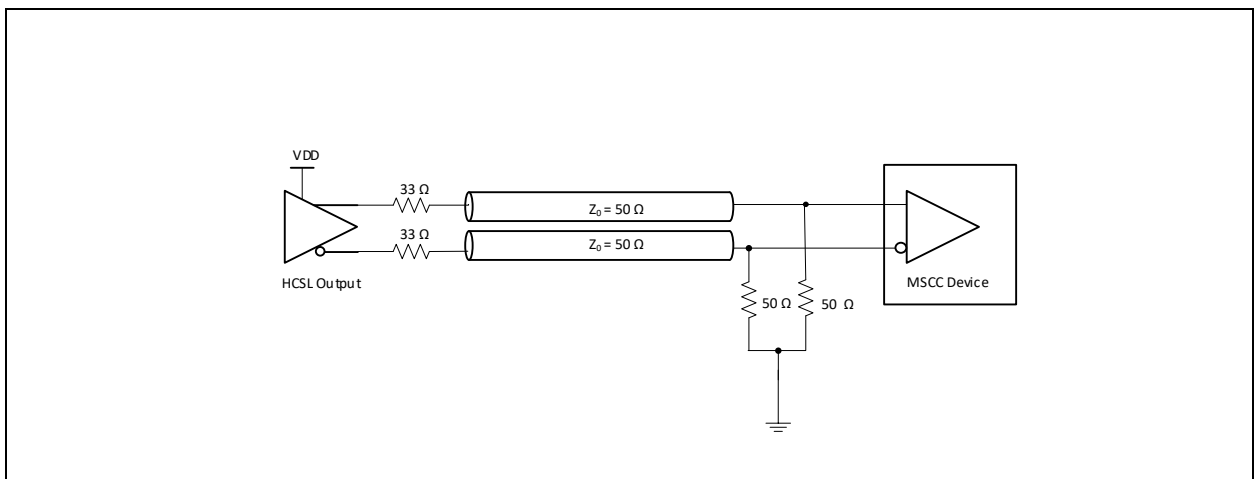 VDD
33 Ω
Z₀ = 50 Ω
33 Ω
Z₀ = 50 Ω
HCSL Output
MSCC Device
50 Ω
50 Ω